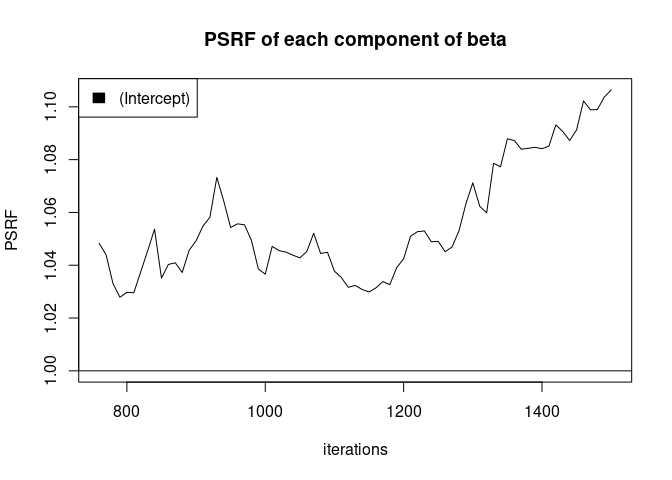 PSRF of each component of beta
(Intercept)
PSRF
1.10
1.08
1.06
1.04
1.02
1.00
800 1000 1200 1400
iterations